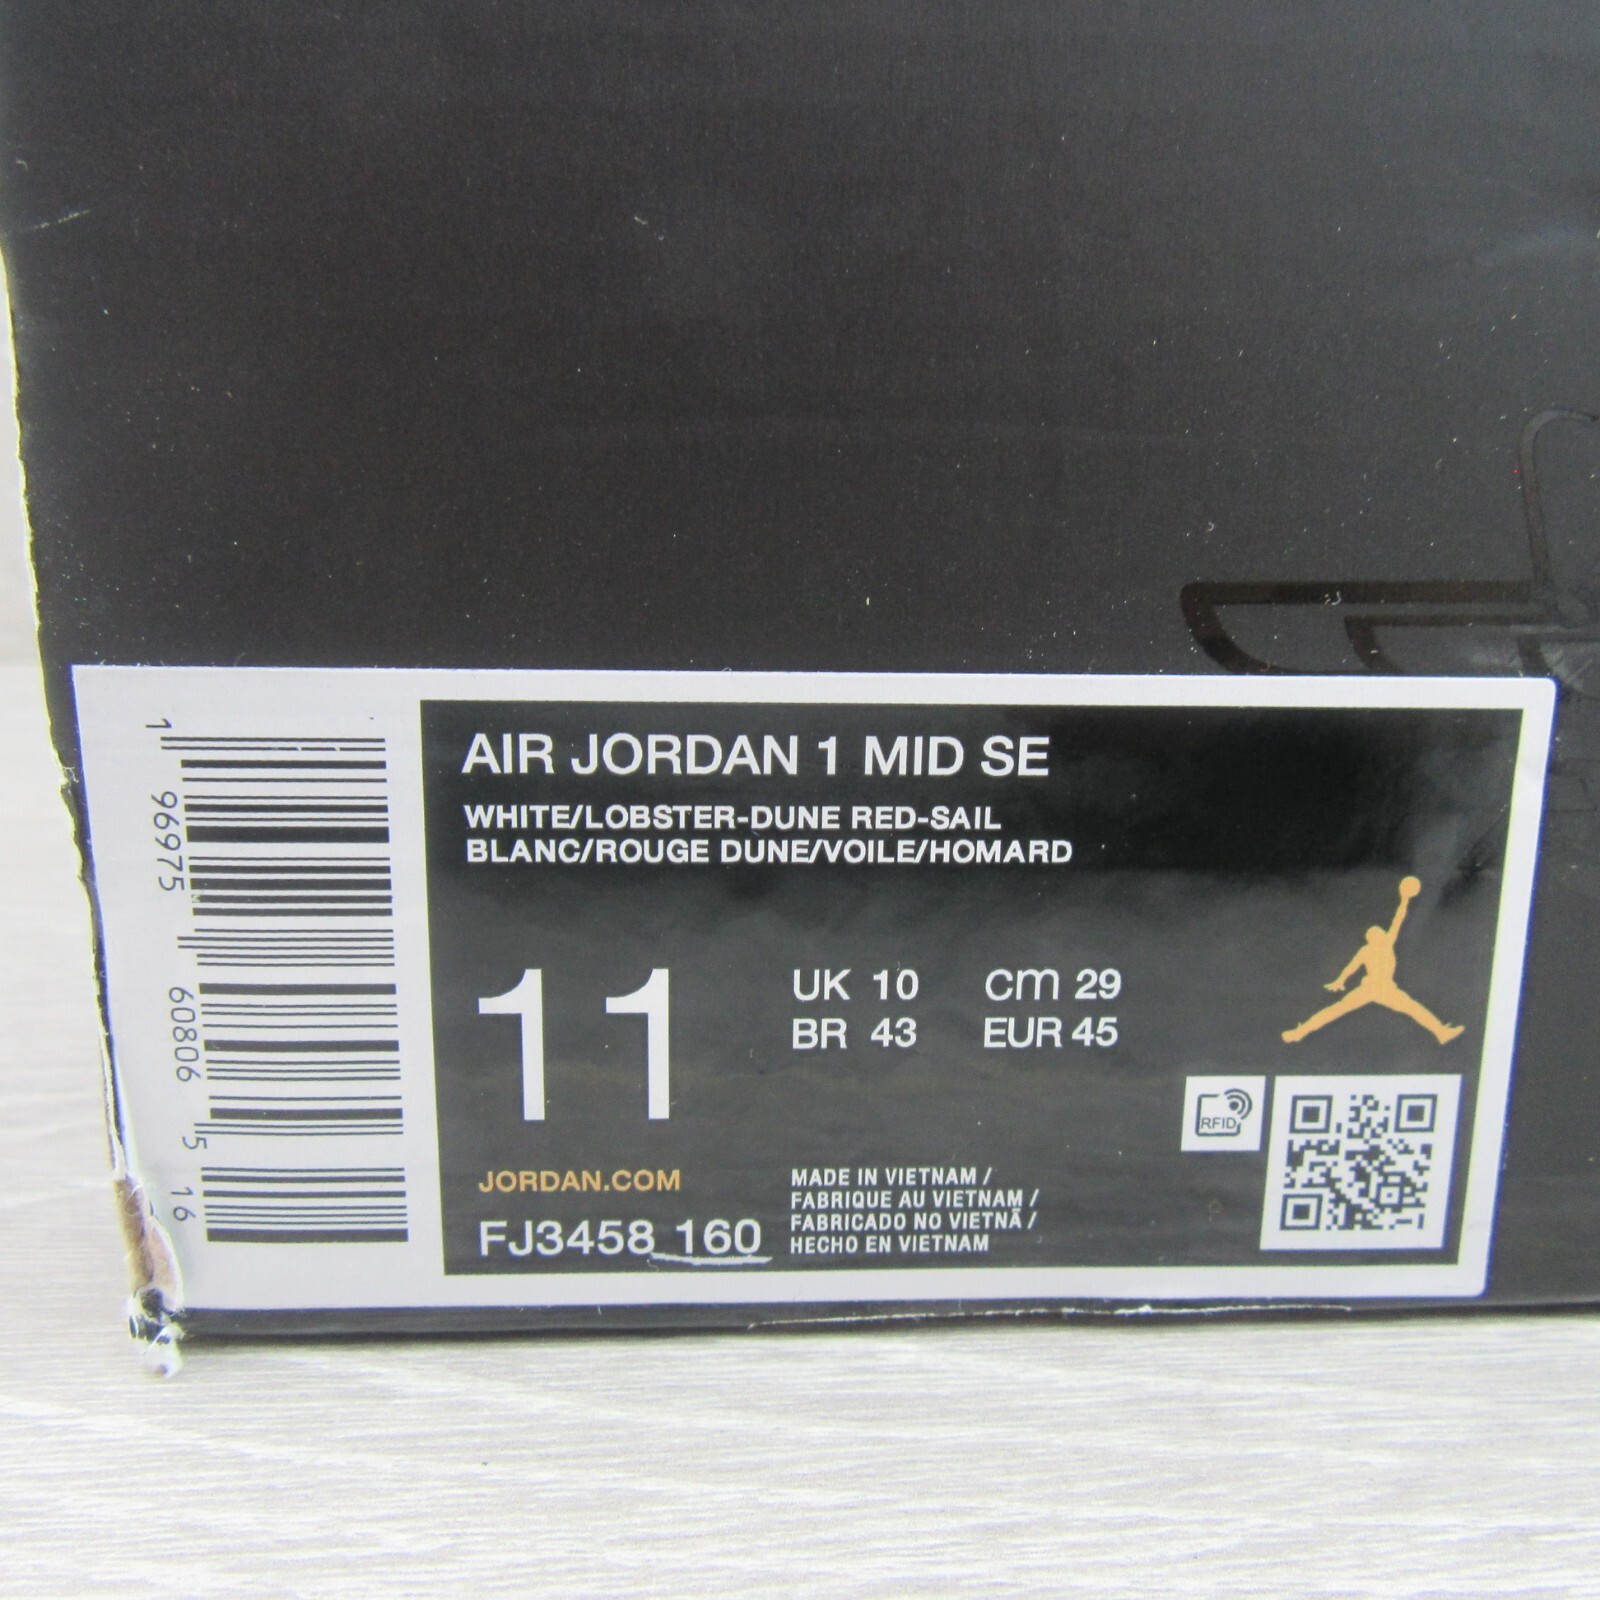 AIR JORDAN 1 MID SE
WHITE/LOBSTER-DUNE RED-SAIL
BLANC/ROUGE DUNE/VOILE/HOMARD
11
UK 10 CM 29
BR 43 EUR 45
JORDAN.COM
FJ3458 160
MADE IN VIETNAM /
FABRIQUE AU VIETNAM /
FABRICADO NO VIETNÃ /
HECHO EN VIETNAM
RFID
1 96975 60806 5 16